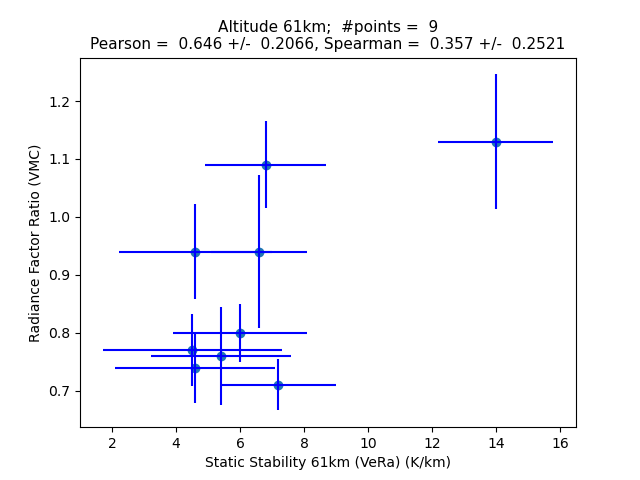 Altitude 61km;  #points =  9
Pearson =  0.646 +/-  0.2066, Spearman =  0.357 +/-  0.2521
1.2
1.1
1.0
0.9
0.8
0.7
Radiance Factor Ratio (VMC)
2 4 6 8 10 12 14 16
Static Stability 61km (VeRa) (K/km)